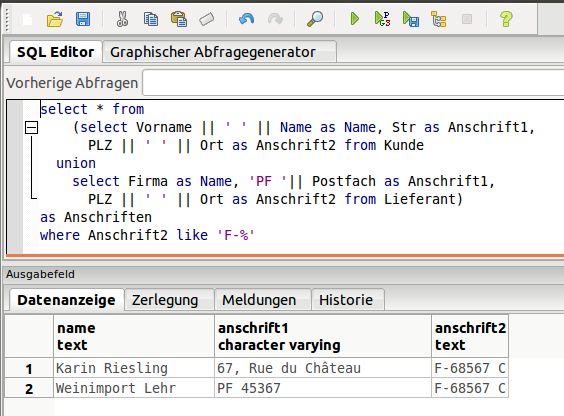 SQL Editor Graphischer Abfragegenerator
Vorherige Abfragen
select * from
(select Vorname || ' ' || Name as Name, Str as Anschrift1,
PLZ || ' ' || Ort as Anschrift2 from Kunde
union
select Firma as Name, 'PF '|| Postfach as Anschrift1,
PLZ || ' ' || Ort as Anschrift2 from Lieferant)
as Anschriften
where Anschrift2 like 'F-%'
Ausgabefeld
Datenanzeige Zerlegung Meldungen Historie
name anschrift1 anschrift2
text character varying text
1 Karin Riesling 67, Rue du Château F-68567 C
2 Weinimport Lehr PF 45367 F-68567 C